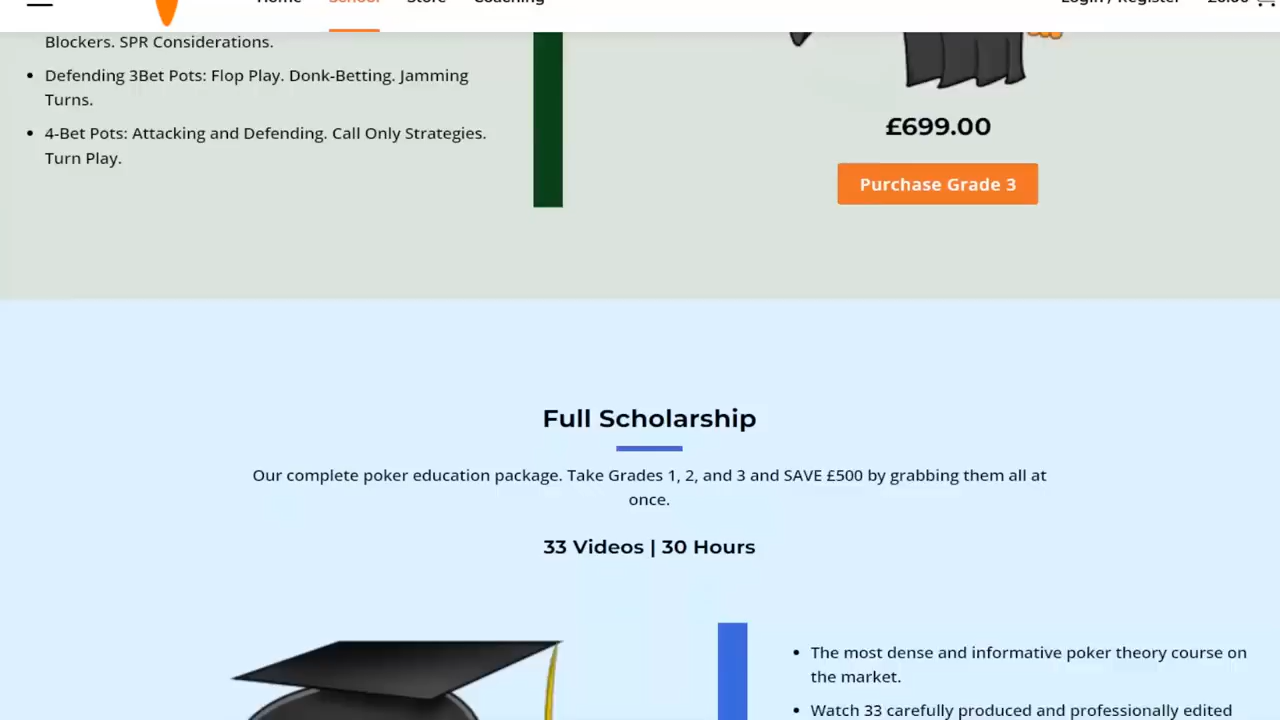 Home School Store Coaching Login / Register £0.00
Blockers. SPR Considerations.
• Defending 3Bet Pots: Flop Play. Donk-Betting. Jamming
Turns.
• 4-Bet Pots: Attacking and Defending. Call Only Strategies.
Turn Play.
£699.00
Purchase Grade 3
Full Scholarship
Our complete poker education package. Take Grades 1, 2, and 3 and SAVE £500 by grabbing them all at
once.
33 Videos | 30 Hours
• The most dense and informative poker theory course on
the market.
• Watch 33 carefully produced and professionally edited